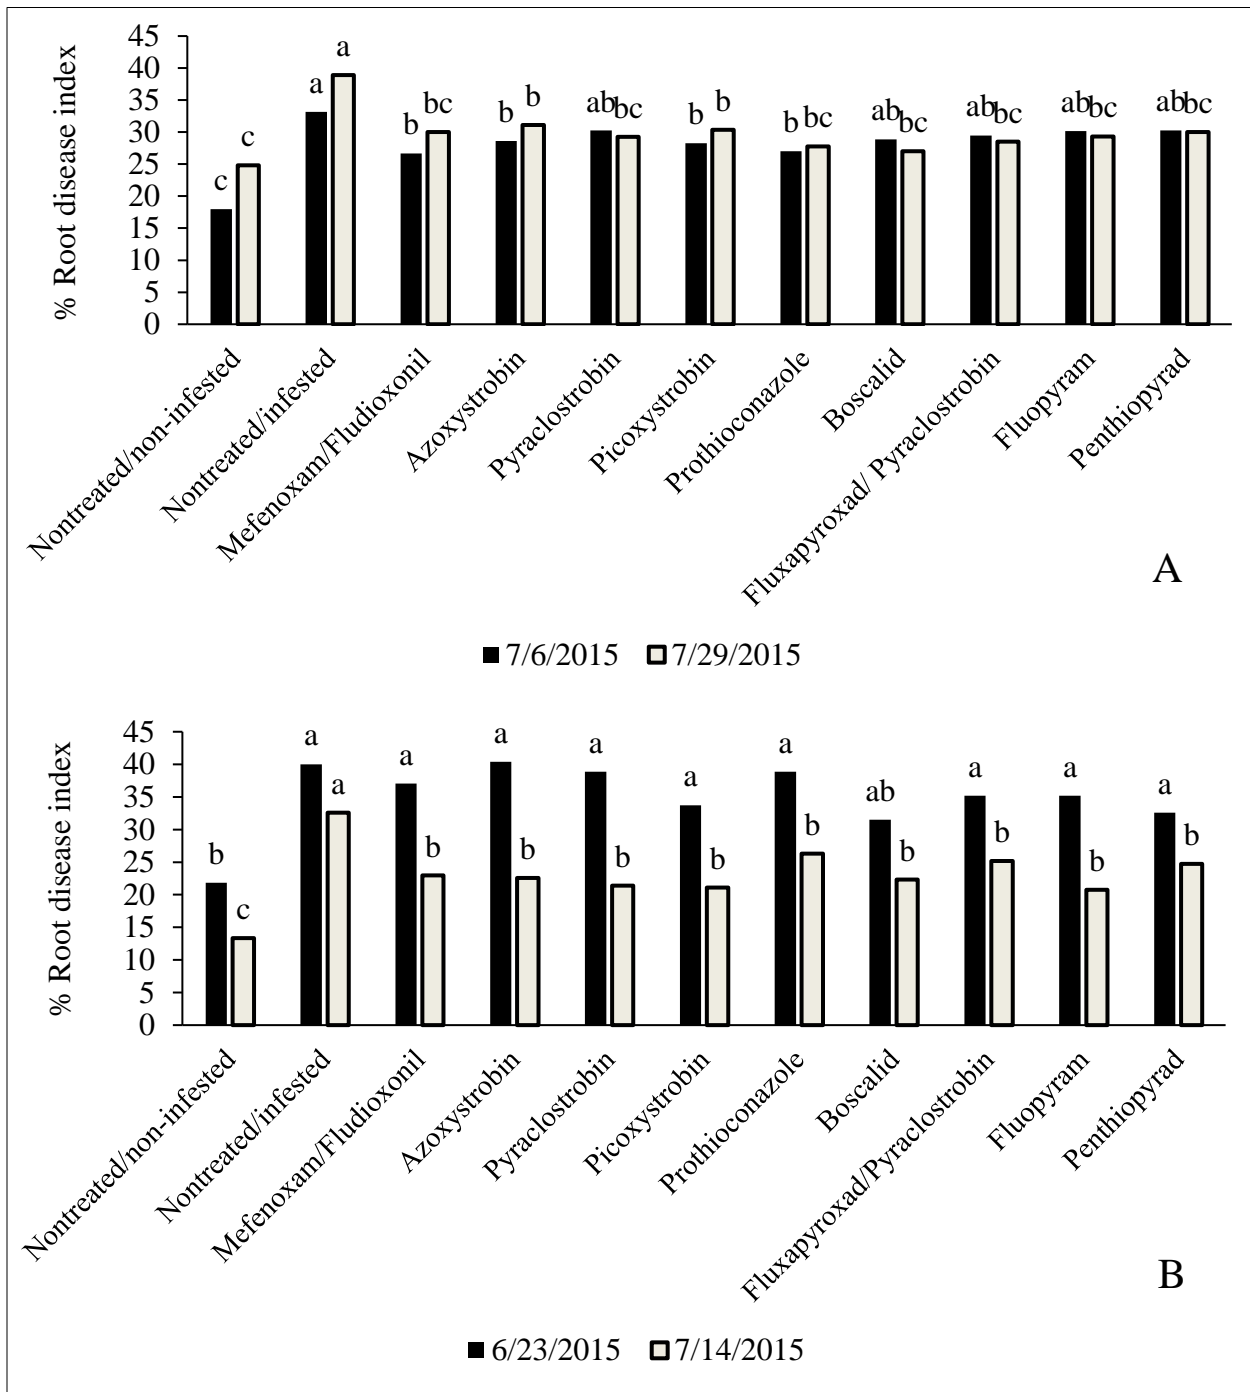 % Root disease index
45
40
35
30
25
20
15
10
5
0
c c a a b bc b b ab bc b b b bc ab bc ab bc ab bc ab bc
Nontreated/non-infested
Nontreated/infested
Mefenoxam/Fludioxonil
Azoxystrobin
Pyraclostrobin
Picoxystrobin
Prothioconazole
Boscalid
Fluxapyroxad/ Pyraclostrobin
Fluopyram
Penthiopyrad
A
7/6/2015 7/29/2015
% Root disease index
45
40
35
30
25
20
15
10
5
0
b c a a a b a b a b a b a b ab b a b a b a b
Nontreated/non-infested
Nontreated/infested
Mefenoxam/Fludioxonil
Azoxystrobin
Pyraclostrobin
Picoxystrobin
Prothioconazole
Boscalid
Fluxapyroxad/Pyraclostrobin
Fluopyram
Penthiopyrad
B
6/23/2015 7/14/2015